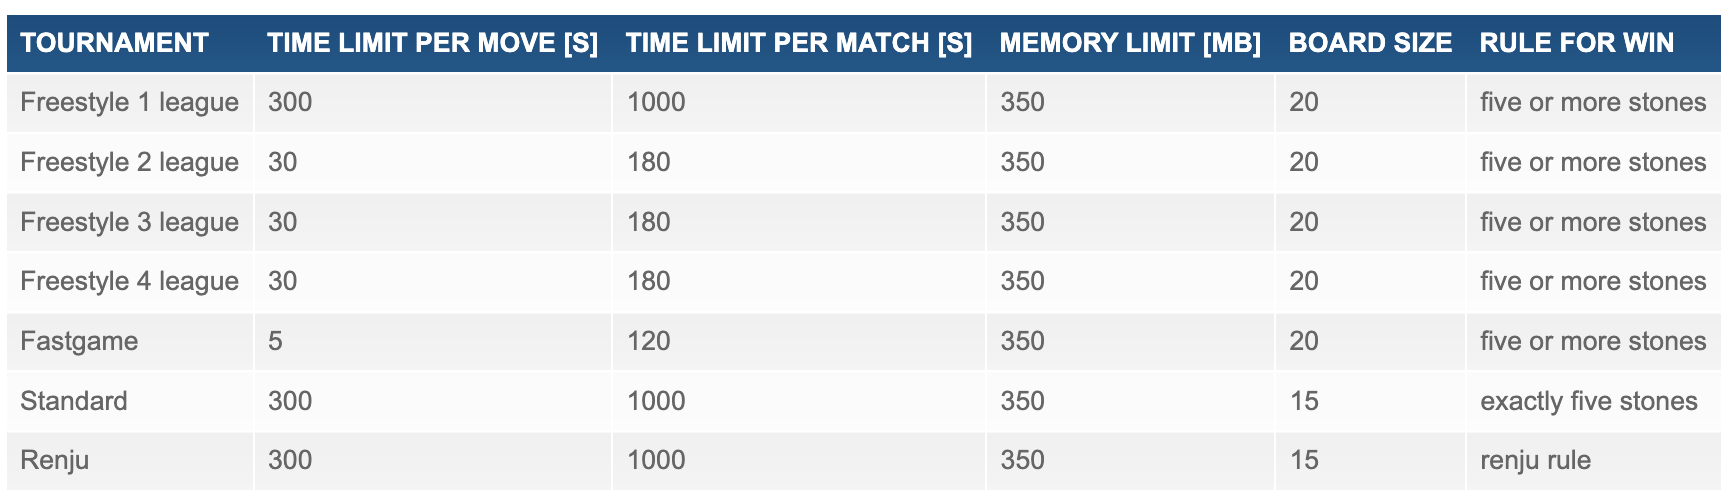 TOURNAMENT TIME LIMIT PER MOVE [S] TIME LIMIT PER MATCH [S] MEMORY LIMIT [MB] BOARD SIZE RULE FOR WIN
Freestyle 1 league 300 1000 350 20 five or more stones
Freestyle 2 league 30 180 350 20 five or more stones
Freestyle 3 league 30 180 350 20 five or more stones
Freestyle 4 league 30 180 350 20 five or more stones
Fastgame 5 120 350 20 five or more stones
Standard 300 1000 350 15 exactly five stones
Renju 300 1000 350 15 renju rule